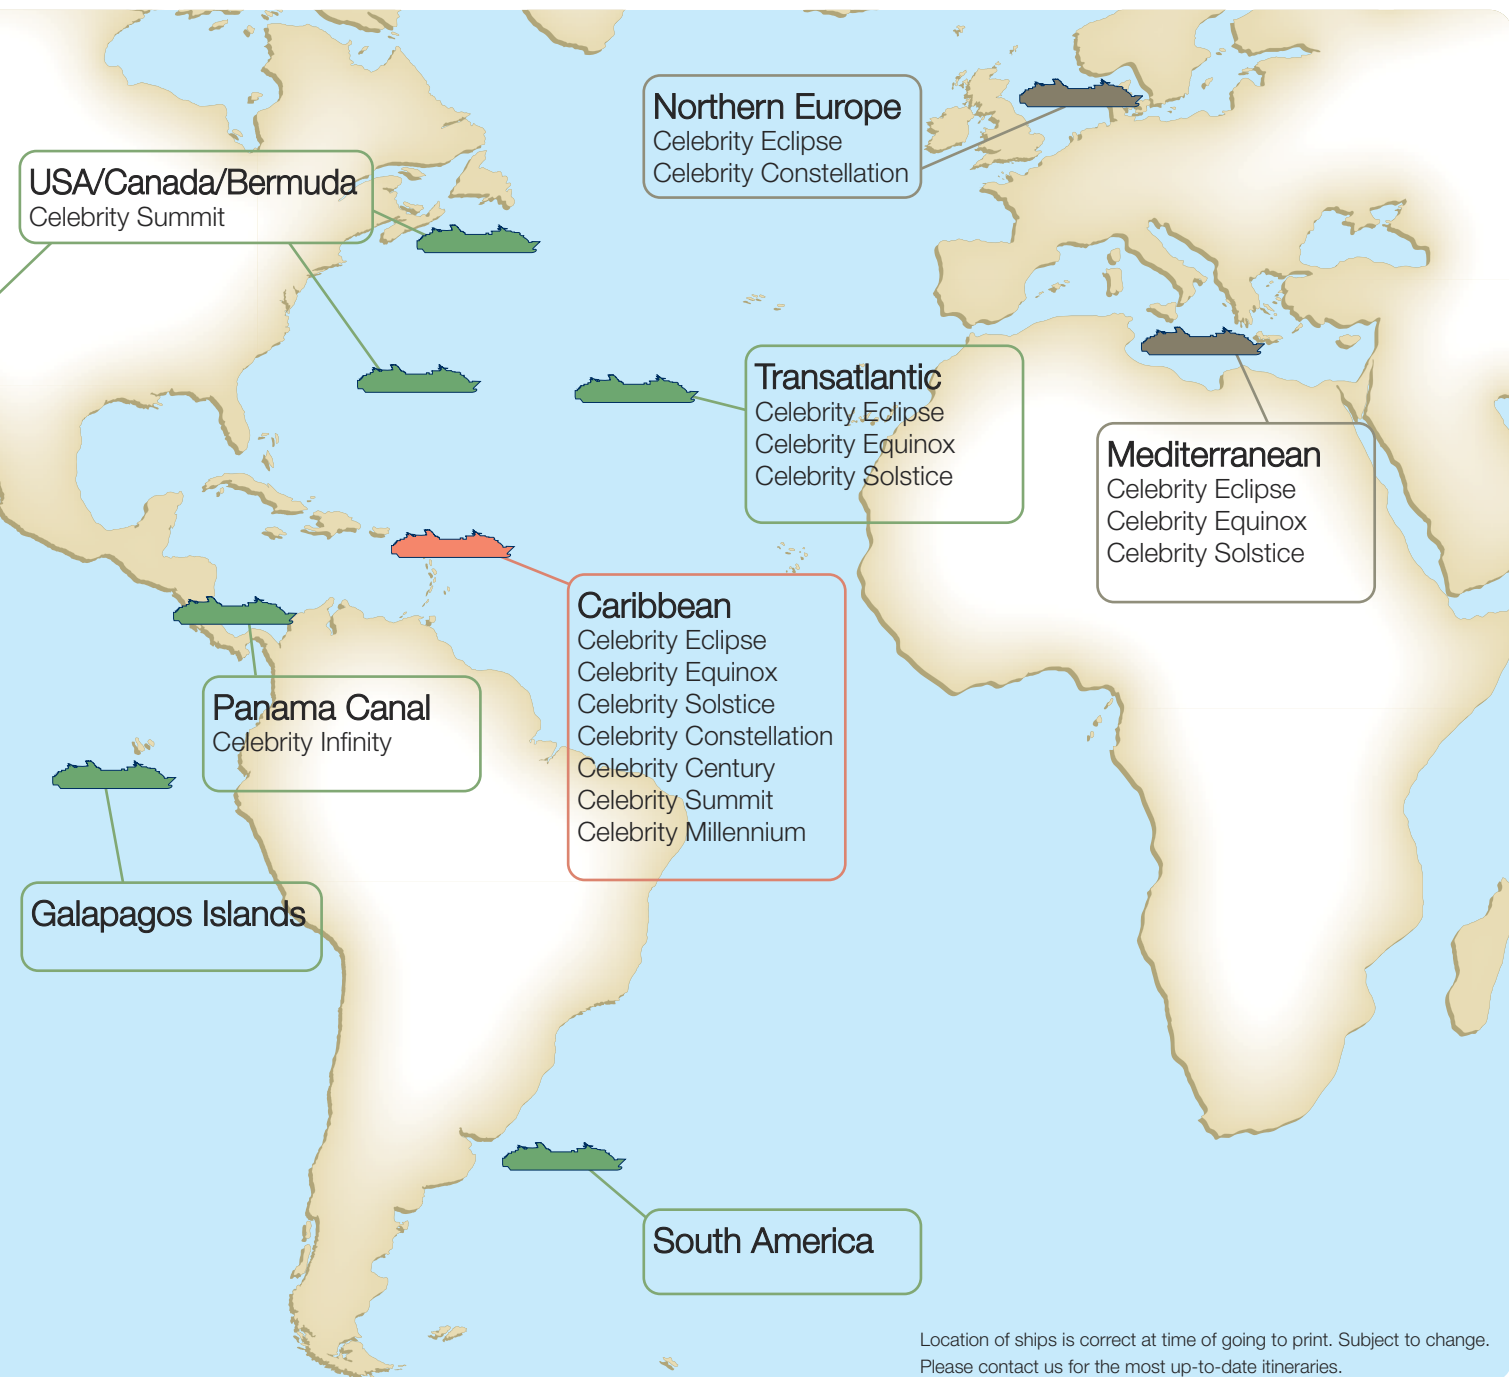 Northern Europe
Celebrity Eclipse
Celebrity Constellation
USA/Canada/Bermuda
Celebrity Summit
Transatlantic
Celebrity Eclipse
Celebrity Equinox
Celebrity Solstice
Mediterranean
Celebrity Eclipse
Celebrity Equinox
Celebrity Solstice
Caribbean
Celebrity Eclipse
Celebrity Equinox
Celebrity Solstice
Celebrity Constellation
Celebrity Century
Celebrity Summit
Celebrity Millennium
Panama Canal
Celebrity Infinity
Galapagos Islands
South America
Location of ships is correct at time of going to print. Subject to change.
Please contact us for the most up-to-date itineraries.